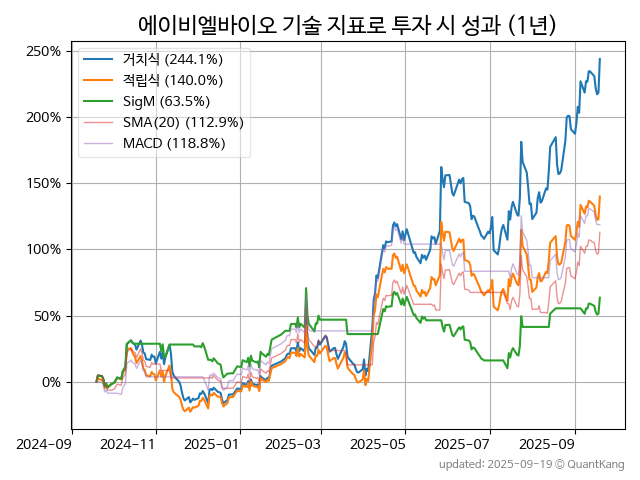 에이비엘바이오 기술 지표로 투자 시 성과 (1년)
250%
200%
150%
100%
50%
0%
거치식 (244.1%)
적립식 (140.0%)
SigM (63.5%)
SMA(20) (112.9%)
MACD (118.8%)
2024-09
2024-11
2025-01
2025-03
2025-05
2025-07
2025-09
updated: 2025-09-19 © QuantKang